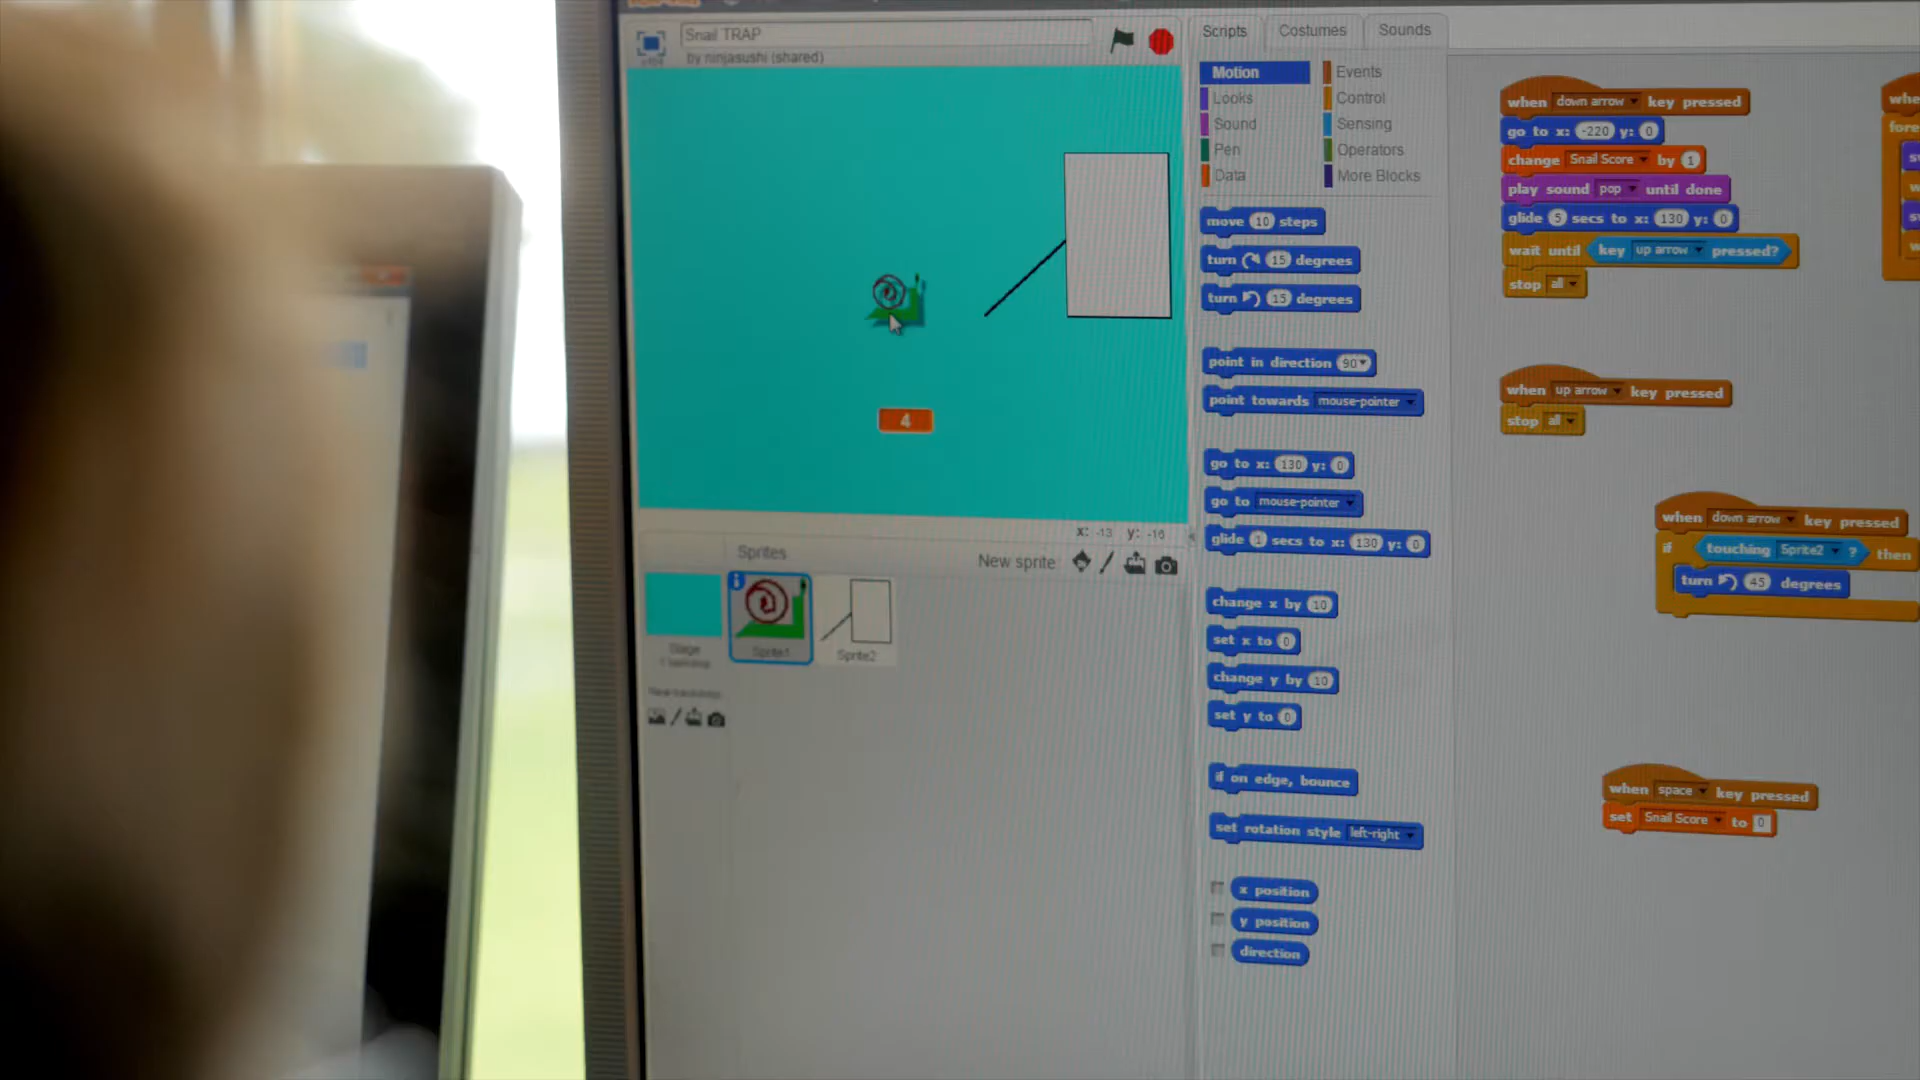 Snail TRAP
by ninjasushi (shared)
4
x: -13 y: -16
Sprites
New sprite:
Stage
1 backdrop
New backdrop:
Sprite1
Sprite2
Scripts
Costumes
Sounds
Motion
Looks
Sound
Pen
Data
Events
Control
Sensing
Operators
More Blocks
move 10 steps
turn 15 degrees
turn 15 degrees
point in direction 90
point towards mouse-pointer
go to x: 130 y: 0
go to mouse-pointer
glide 1 secs to x: 130 y: 0
change x by 10
set x to 0
change y by 10
set y to 0
if on edge, bounce
set rotation style left-right
x position
y position
direction
when down arrow key pressed
go to x: -220 y: 0
change Snail Score by 1
play sound pop until done
glide 5 secs to x: 130 y: 0
wait until key up arrow pressed?
stop all
when up arrow key pressed
stop all
when down arrow key pressed
if touching Sprite2 ? then
turn 45 degrees
when space key pressed
set Snail Score to 0
whe
fore